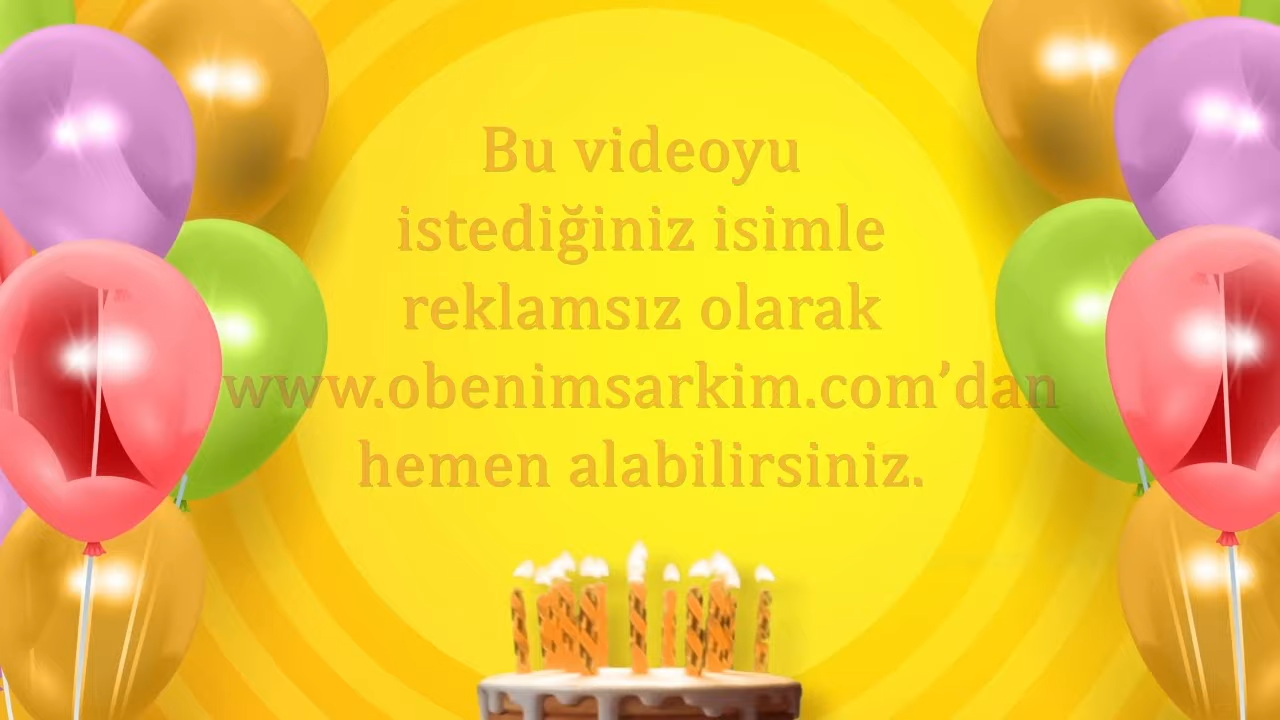 Bu videoyu
istediğiniz isimle
reklamsız olarak
www.obenimsarkim.com’dan
hemen alabilirsiniz.